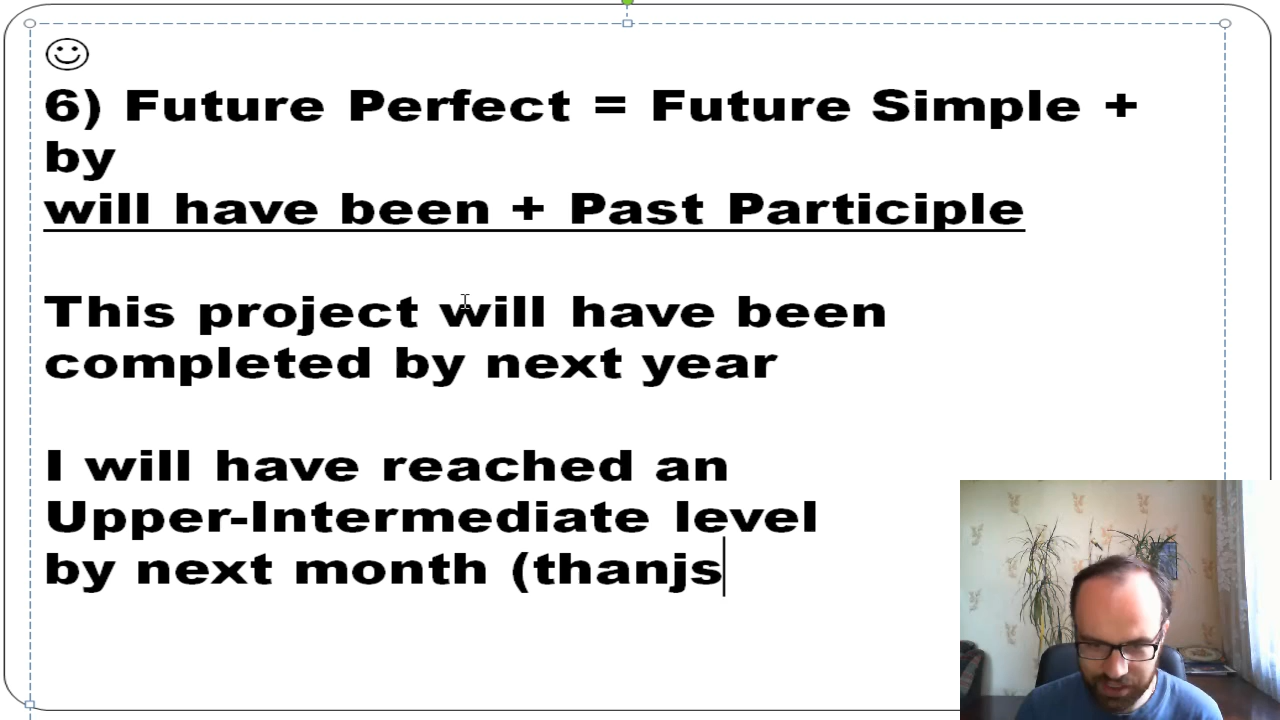 6) Future Perfect = Future Simple +
by
will have been + Past Participle
This project will have been
completed by next year
I will have reached an
Upper-Intermediate level
by next month (thanjs